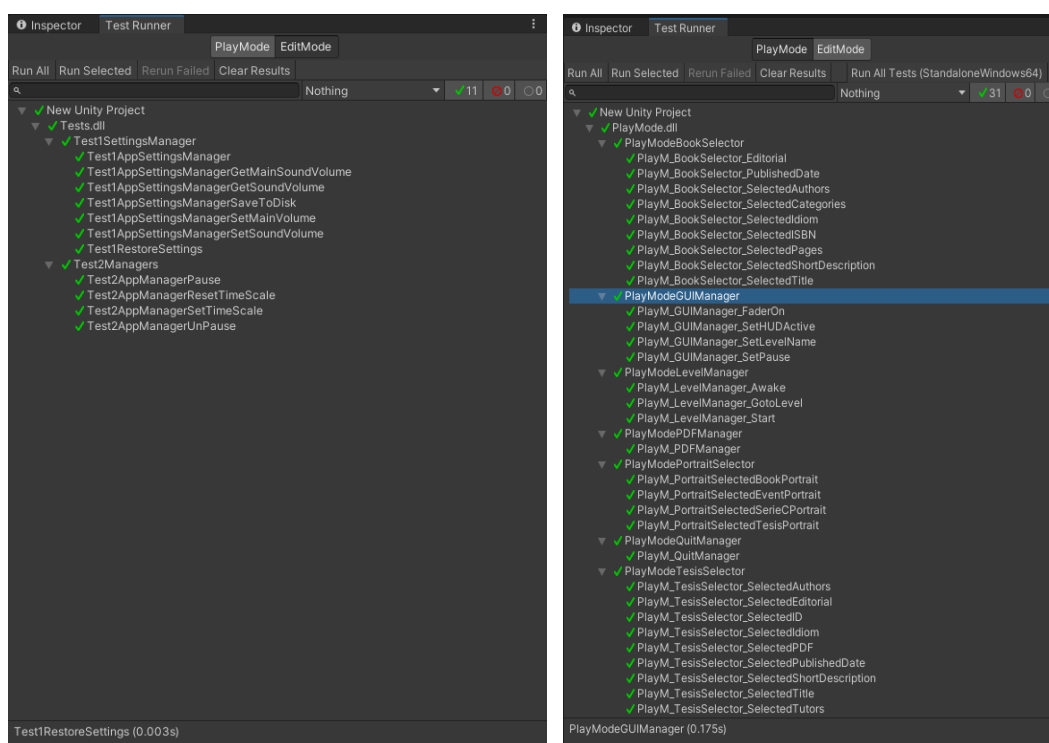 Inspector Test Runner
PlayMode EditMode
Run All Run Selected Rerun Failed Clear Results
Nothing 11 0 0
New Unity Project
Tests.dll
Test1SettingsManager
Test1AppSettingsManager
Test1AppSettingsManagerGetMainSoundVolume
Test1AppSettingsManagerGetSoundVolume
Test1AppSettingsManagerSaveToDisk
Test1AppSettingsManagerSetMainVolume
Test1AppSettingsManagerSetSoundVolume
Test1RestoreSettings
Test2Managers
Test2AppManagerPause
Test2AppManagerResetTimeScale
Test2AppManagerSetTimeScale
Test2AppManagerUnPause
Test1RestoreSettings (0.003s)
Inspector Test Runner
PlayMode EditMode
Run All Run Selected Rerun Failed Clear Results Run All Tests (StandaloneWindows64)
Nothing 31 0
New Unity Project
PlayMode.dll
PlayModeBookSelector
PlayM_BookSelector_Editorial
PlayM_BookSelector_PublishedDate
PlayM_BookSelector_SelectedAuthors
PlayM_BookSelector_SelectedCategories
PlayM_BookSelector_SelectedIdiom
PlayM_BookSelector_SelectedISBN
PlayM_BookSelector_SelectedPages
PlayM_BookSelector_SelectedShortDescription
PlayM_BookSelector_SelectedTitle
PlayModeGUIManager
PlayM_GUIManager_FaderOn
PlayM_GUIManager_SetHUDActive
PlayM_GUIManager_SetLevelName
PlayM_GUIManager_SetPause
PlayModeLevelManager
PlayM_LevelManager_Awake
PlayM_LevelManager_GotoLevel
PlayM_LevelManager_Start
PlayModePDFManager
PlayM_PDFManager
PlayModePortraitSelector
PlayM_PortraitSelectedBookPortrait
PlayM_PortraitSelectedEventPortrait
PlayM_PortraitSelectedSerieCPortrait
PlayM_PortraitSelectedTesisPortrait
PlayModeQuitManager
PlayM_QuitManager
PlayModeTesisSelector
PlayM_TesisSelector_SelectedAuthors
PlayM_TesisSelector_SelectedEditorial
PlayM_TesisSelector_SelectedID
PlayM_TesisSelector_SelectedIdiom
PlayM_TesisSelector_SelectedPDF
PlayM_TesisSelector_SelectedPublishedDate
PlayM_TesisSelector_SelectedShortDescription
PlayM_TesisSelector_SelectedTitle
PlayM_TesisSelector_SelectedTutors
PlayModeGUIManager (0.175s)